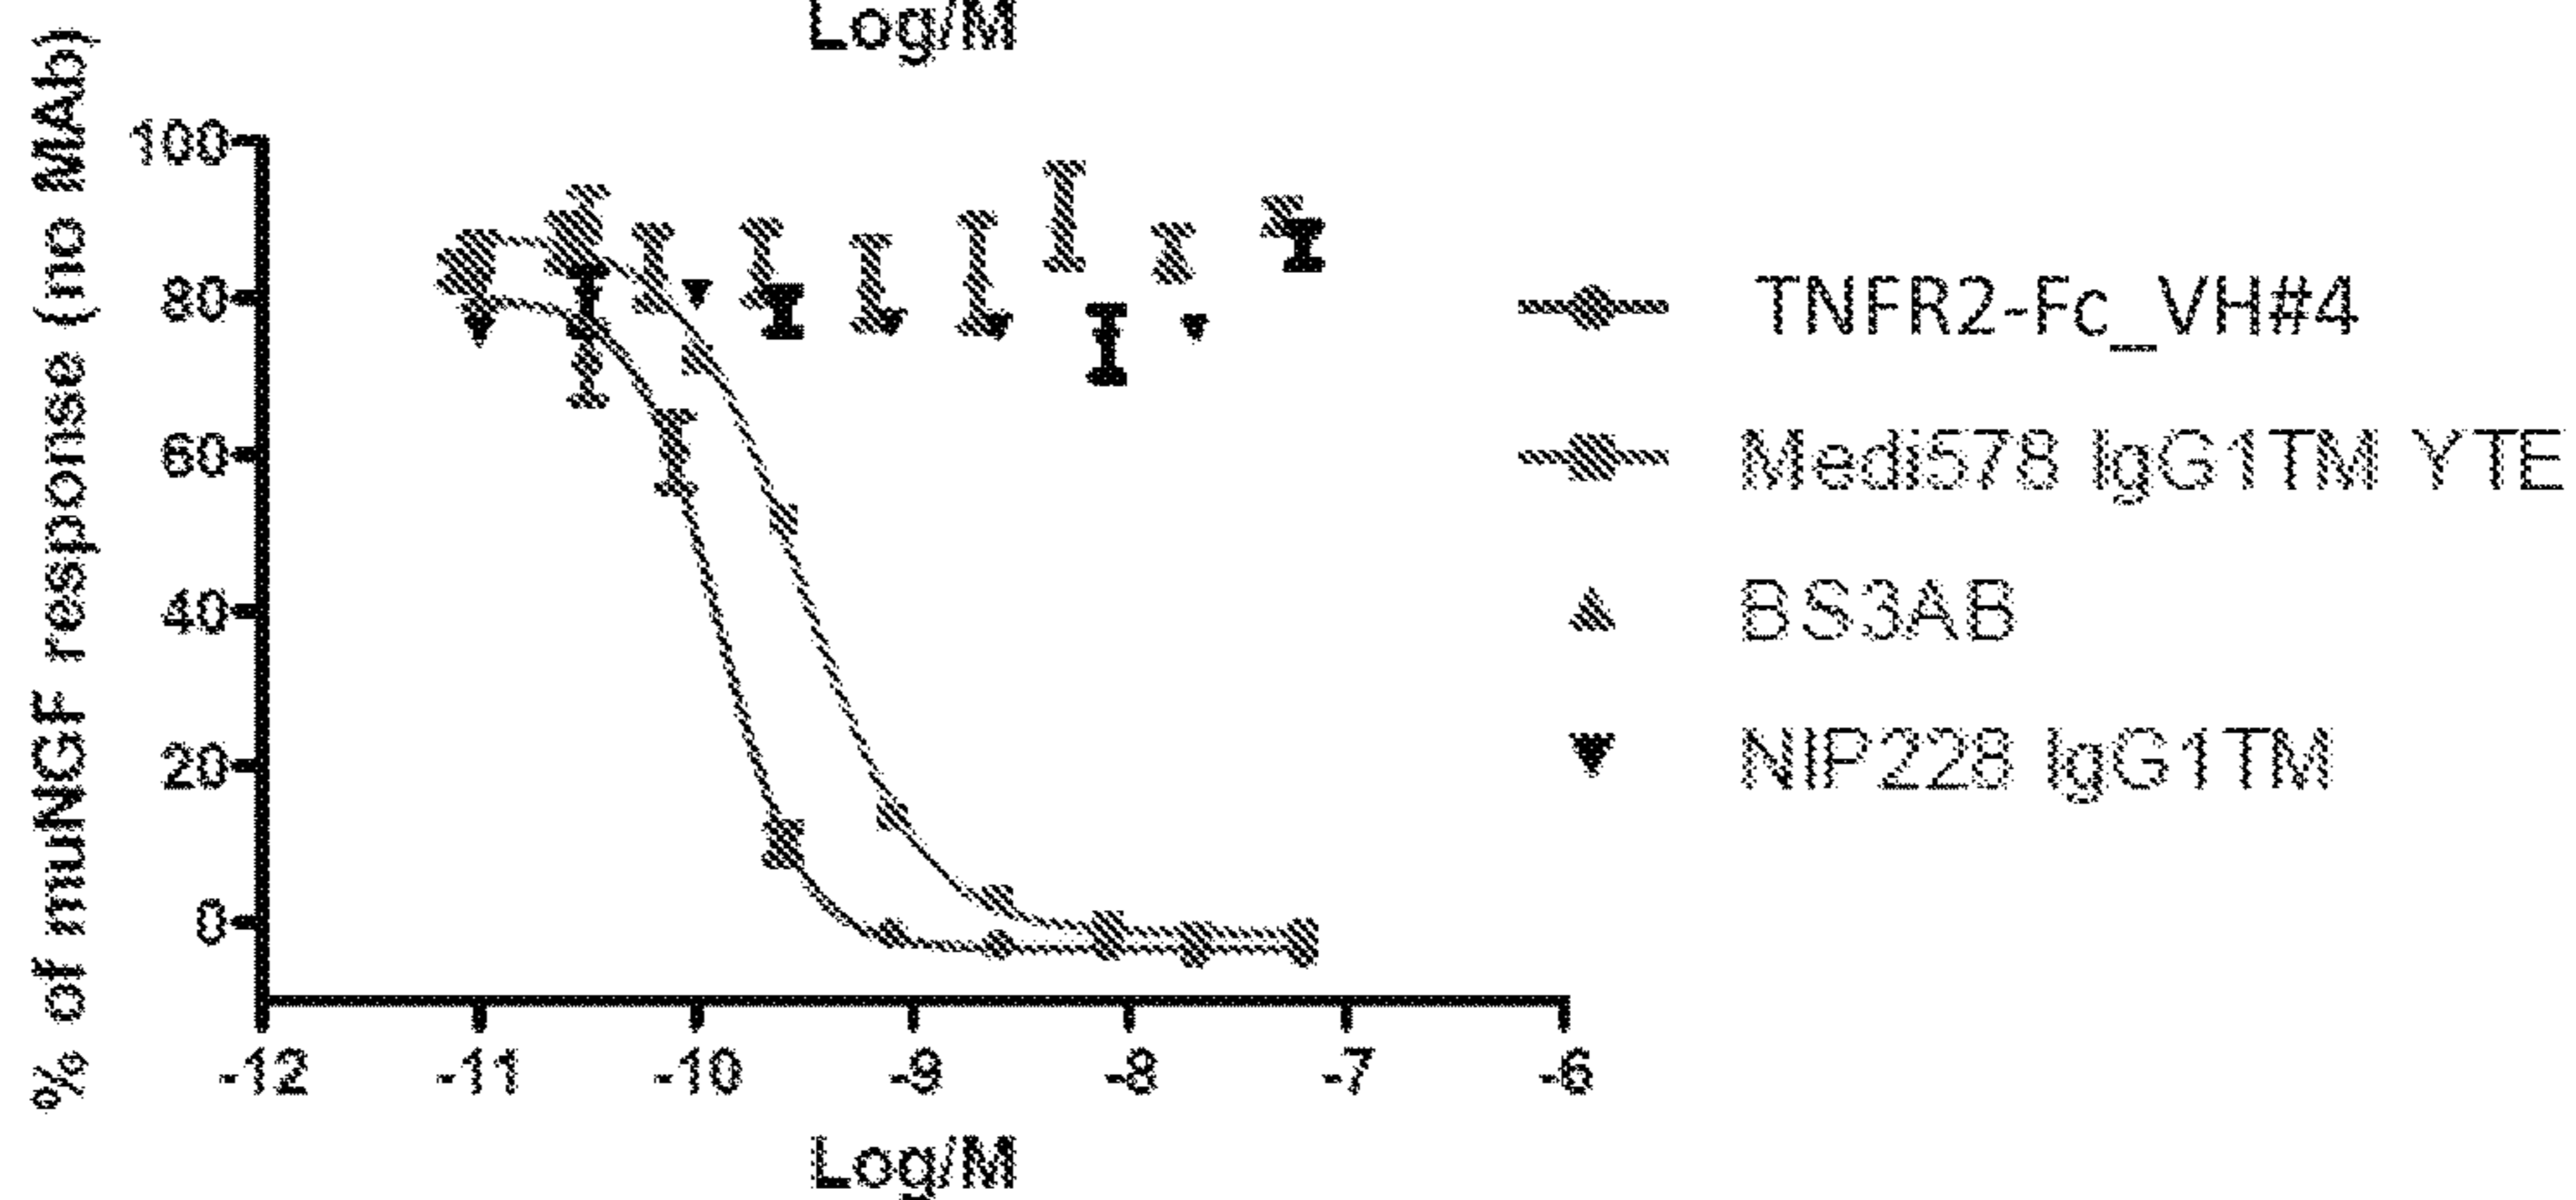 Log/M
% of muNGF response (no MAb)
100
80
60
40
20
0
-12 -11 -10 -9 -8 -7 -6
Log/M
TNFR2-Fc_VH#4
Medi578 IgG1TM YTE
BS3AB
NIP228 IgG1TM